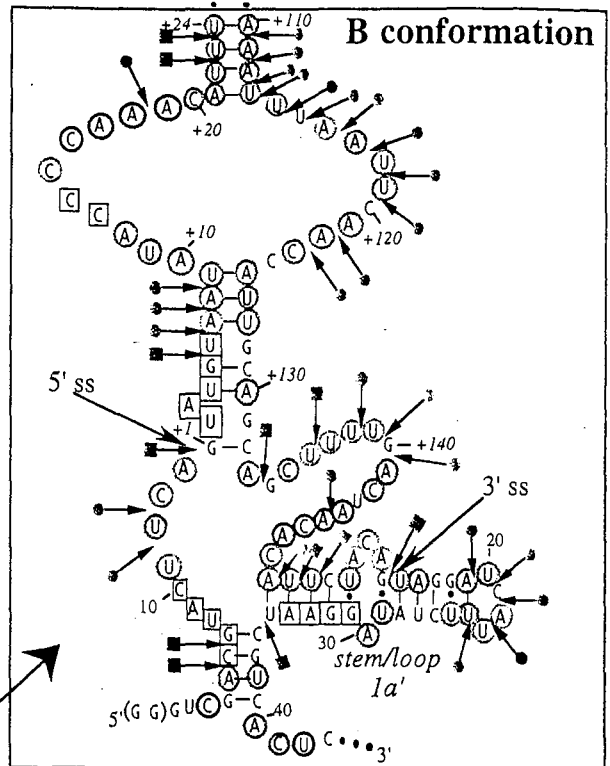 B conformation
+24 U A +110
U A
U A
A U U U A A U U C A A C C
+120
C A A A C C C C A U A
+20
+10
U A
A U
A U
U G
G C
U A +130
A
U G
+1 G C
A
5' ss
A C U U C A U G C A
10
G C U U U U G +140
A C U A A C A C
A U U C U A C A G U A G G A U C A U U U C U A U A G G A A U
20
30
3' ss
stem/loop
1a'
C G
C G
A U
5'(G G)G U C G C
A 40
C U C 3'